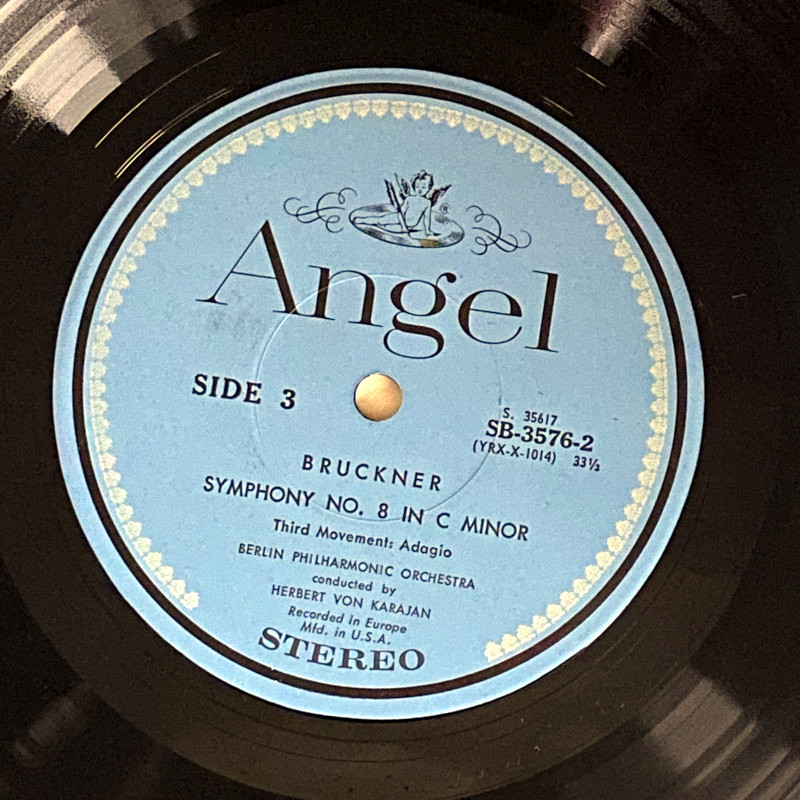 Angel
SIDE 3
S. 35617
SB-3576-2
(YRX-X-1014) 33⅓
BRUCKNER
SYMPHONY NO. 8 IN C MINOR
Third Movement: Adagio
BERLIN PHILHARMONIC ORCHESTRA
conducted by
HERBERT VON KARAJAN
Recorded in Europe
Mfd. in U.S.A.
STEREO